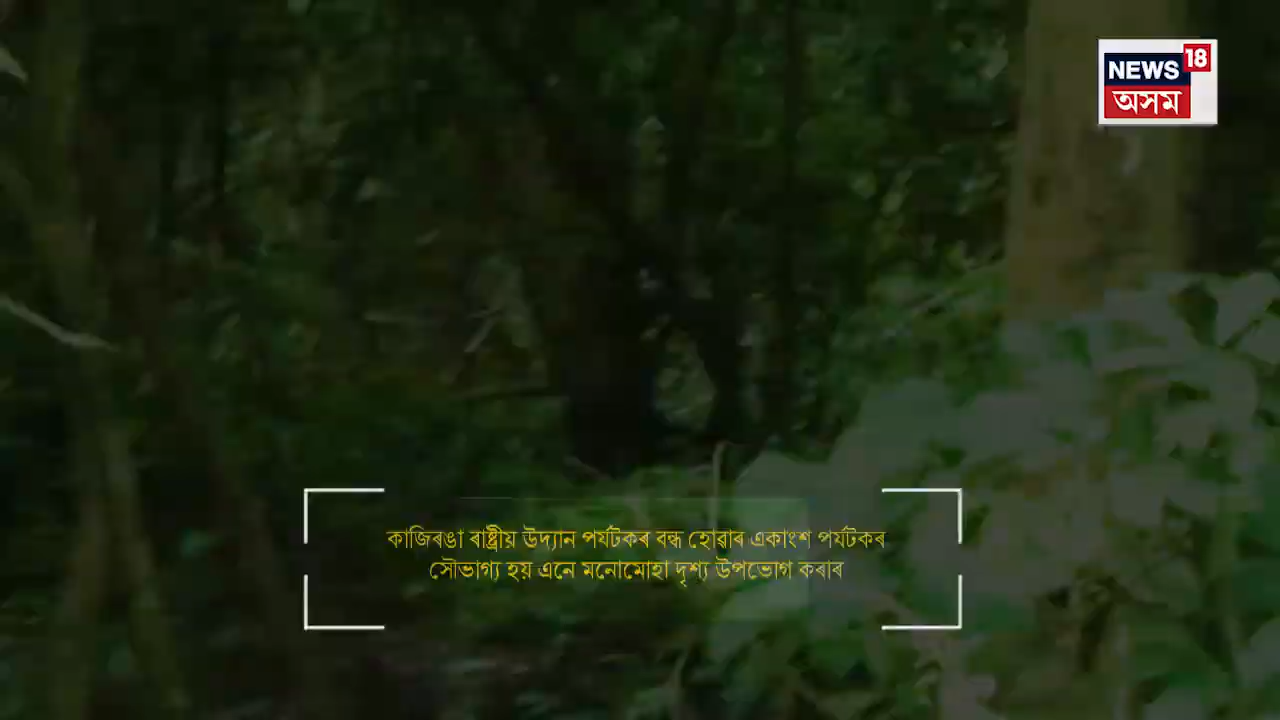 NEWS 18
অসম
কাজিৰঙা ৰাষ্ট্ৰীয় উদ্যান পৰ্যটকৰ বন্ধ হোৱাৰ একাংশ পৰ্যটকৰ
সৌভাগ্য হয় এনে মনোমোহা দৃশ্য উপভোগ কৰাৰ